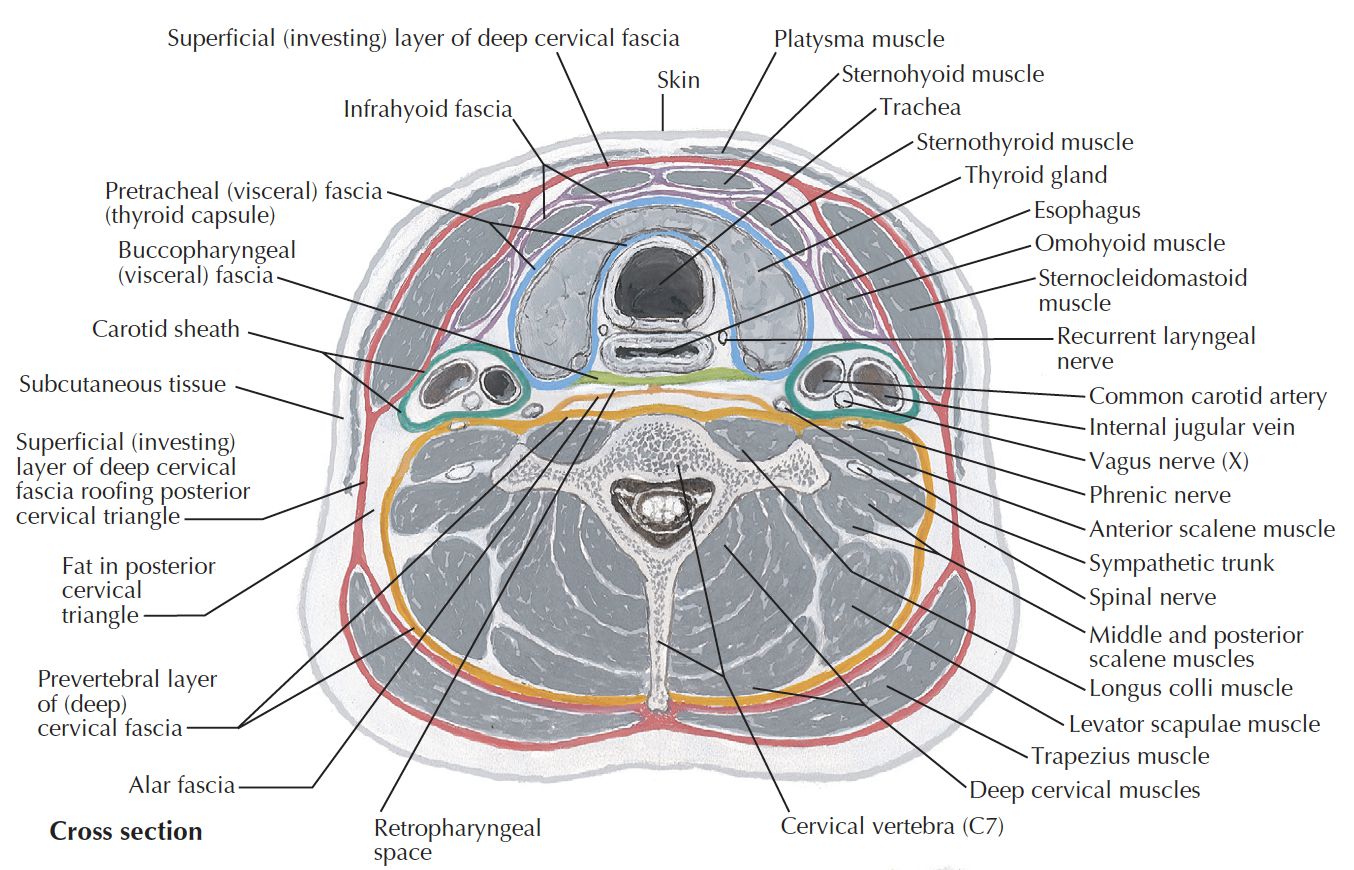 Superficial (investing) layer of deep cervical fascia
Platysma muscle
Skin
Sternohyoid muscle
Infrahyoid fascia
Trachea
Sternothyroid muscle
Pretracheal (visceral) fascia
(thyroid capsule)
Thyroid gland
Buccopharyngeal
(visceral) fascia
Esophagus
Omohyoid muscle
Sternocleidomastoid
muscle
Carotid sheath
Recurrent laryngeal
nerve
Subcutaneous tissue
Common carotid artery
Internal jugular vein
Superficial (investing)
layer of deep cervical
fascia roofing posterior
cervical triangle
Vagus nerve (X)
Phrenic nerve
Anterior scalene muscle
Fat in posterior
cervical
triangle
Sympathetic trunk
Spinal nerve
Middle and posterior
scalene muscles
Prevertebral layer
of (deep)
cervical fascia
Longus colli muscle
Levator scapulae muscle
Trapezius muscle
Alar fascia
Deep cervical muscles
Cross section
Retropharyngeal
space
Cervical vertebra (C7)